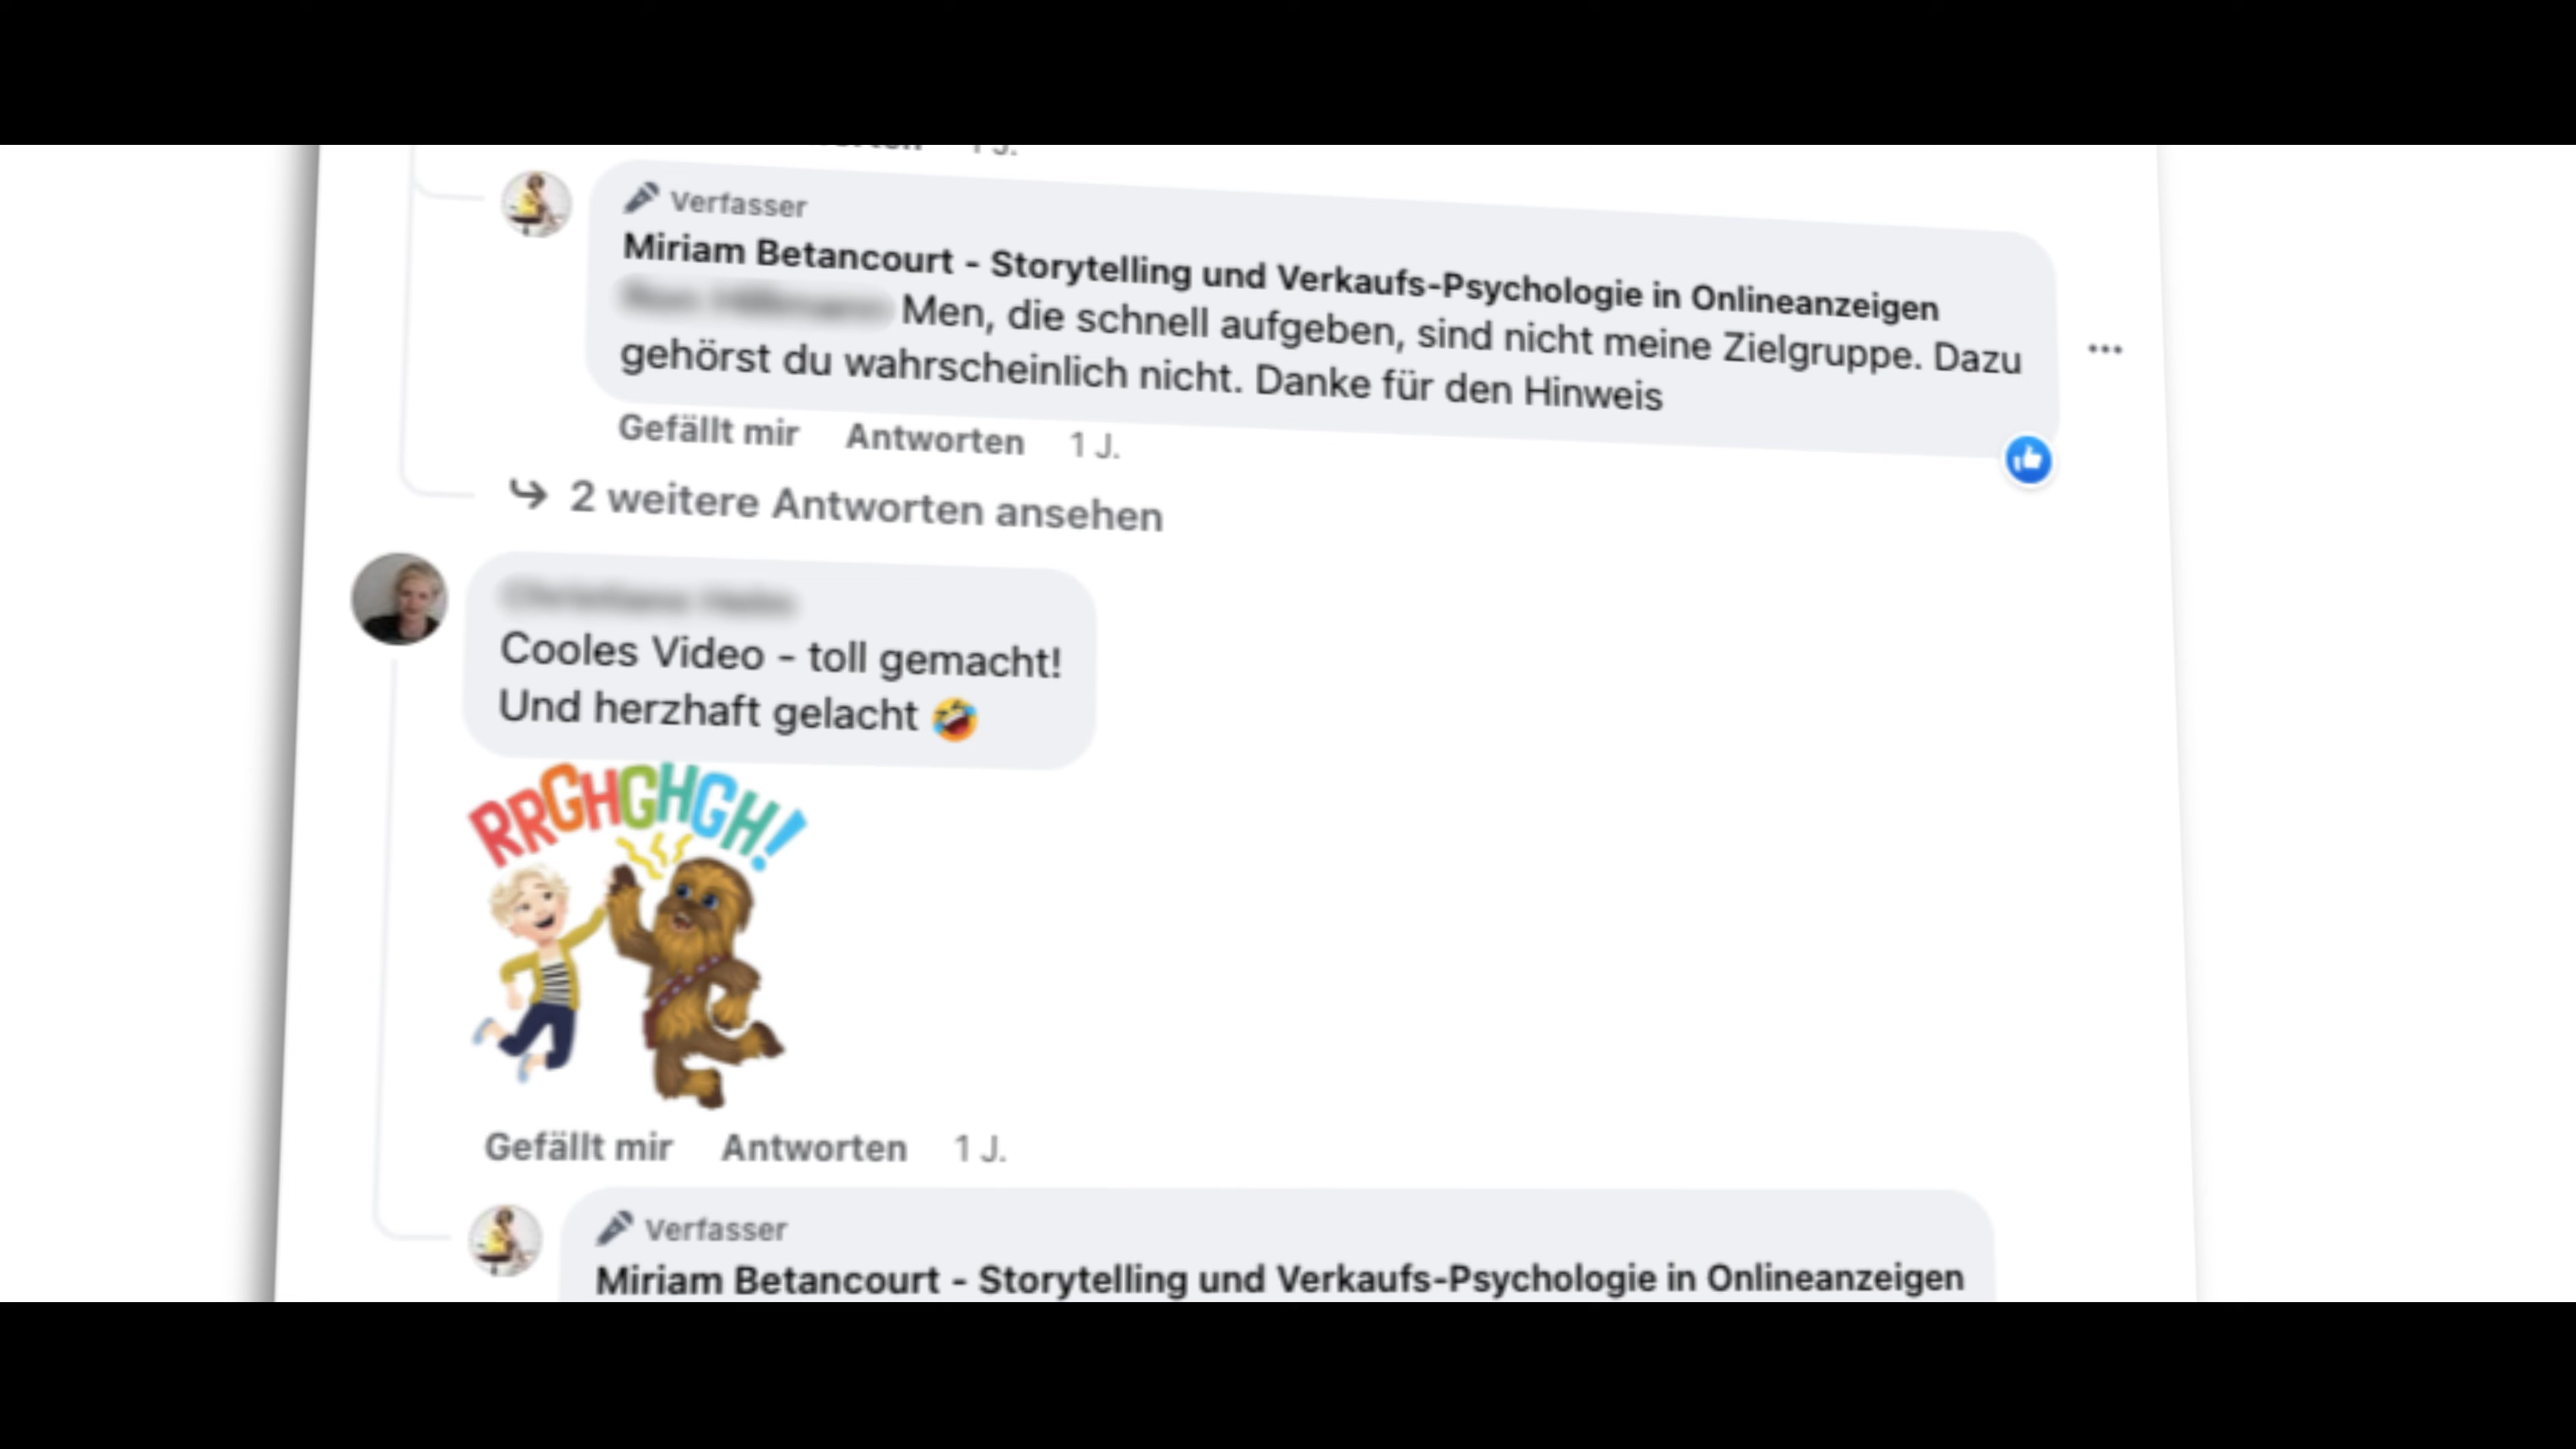 1 J.
Verfasser
Miriam Betancourt - Storytelling und Verkaufs-Psychologie in Onlineanzeigen
Men, die schnell aufgeben, sind nicht meine Zielgruppe. Dazu
gehörst du wahrscheinlich nicht. Danke für den Hinweis
Gefällt mir Antworten 1 J.
2 weitere Antworten ansehen
Cooles Video - toll gemacht!
Und herzhaft gelacht 🤣
RRGHGHGH!
Gefällt mir Antworten 1 J.
Verfasser
Miriam Betancourt - Storytelling und Verkaufs-Psychologie in Onlineanzeigen